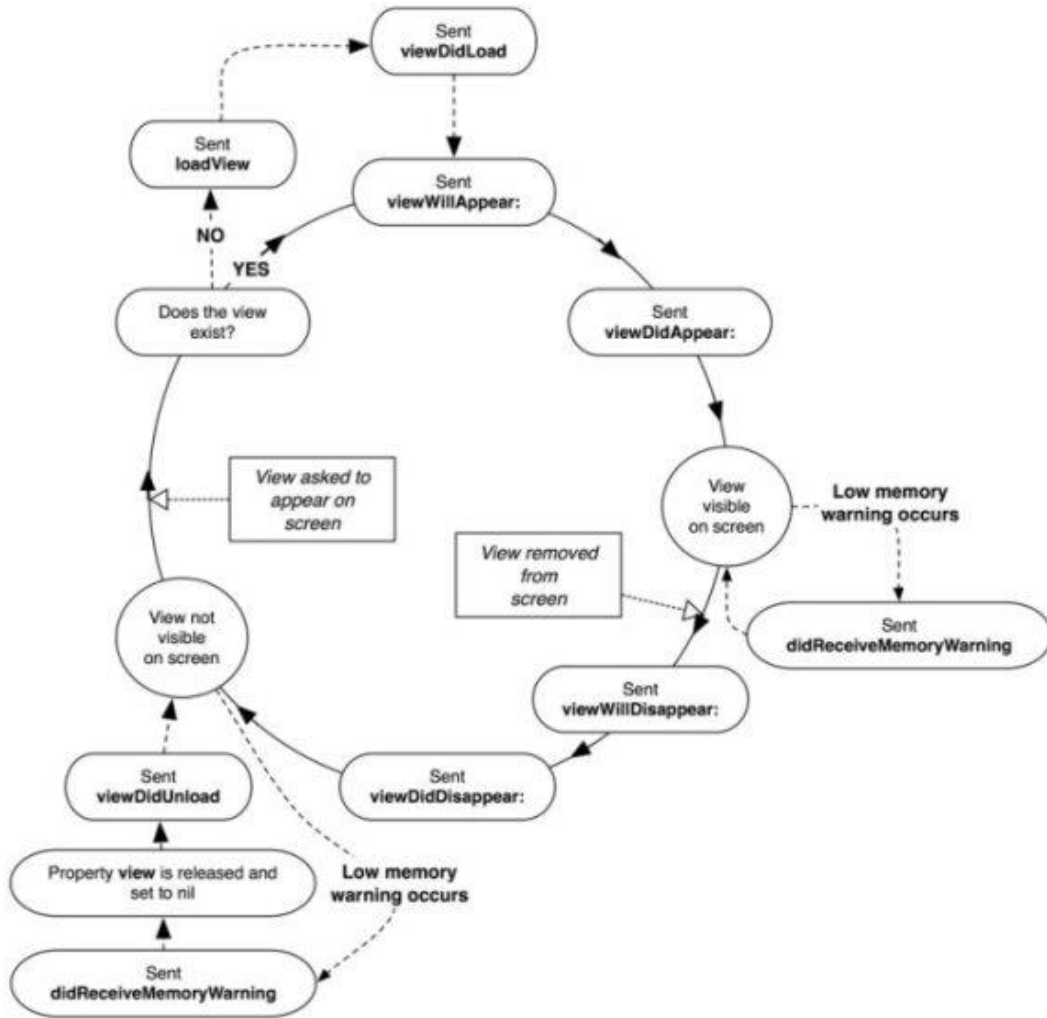 Sent
viewDidLoad
Sent
loadView
Sent
viewWillAppear:
NO
YES
Does the view
exist?
Sent
viewDidAppear:
View asked to
appear on
screen
View
visible
on screen
Low memory
warning occurs
View removed
from
screen
View not
visible
on screen
Sent
didReceiveMemoryWarning
Sent
viewWillDisappear:
Sent
viewDidUnload
Sent
viewDidDisappear:
Property view is released and
set to nil
Low memory
warning occurs
Sent
didReceiveMemoryWarning